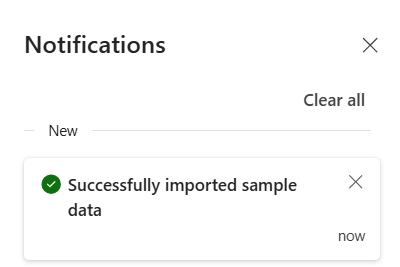 Notifications
Clear all
New
Successfully imported sample
data
now